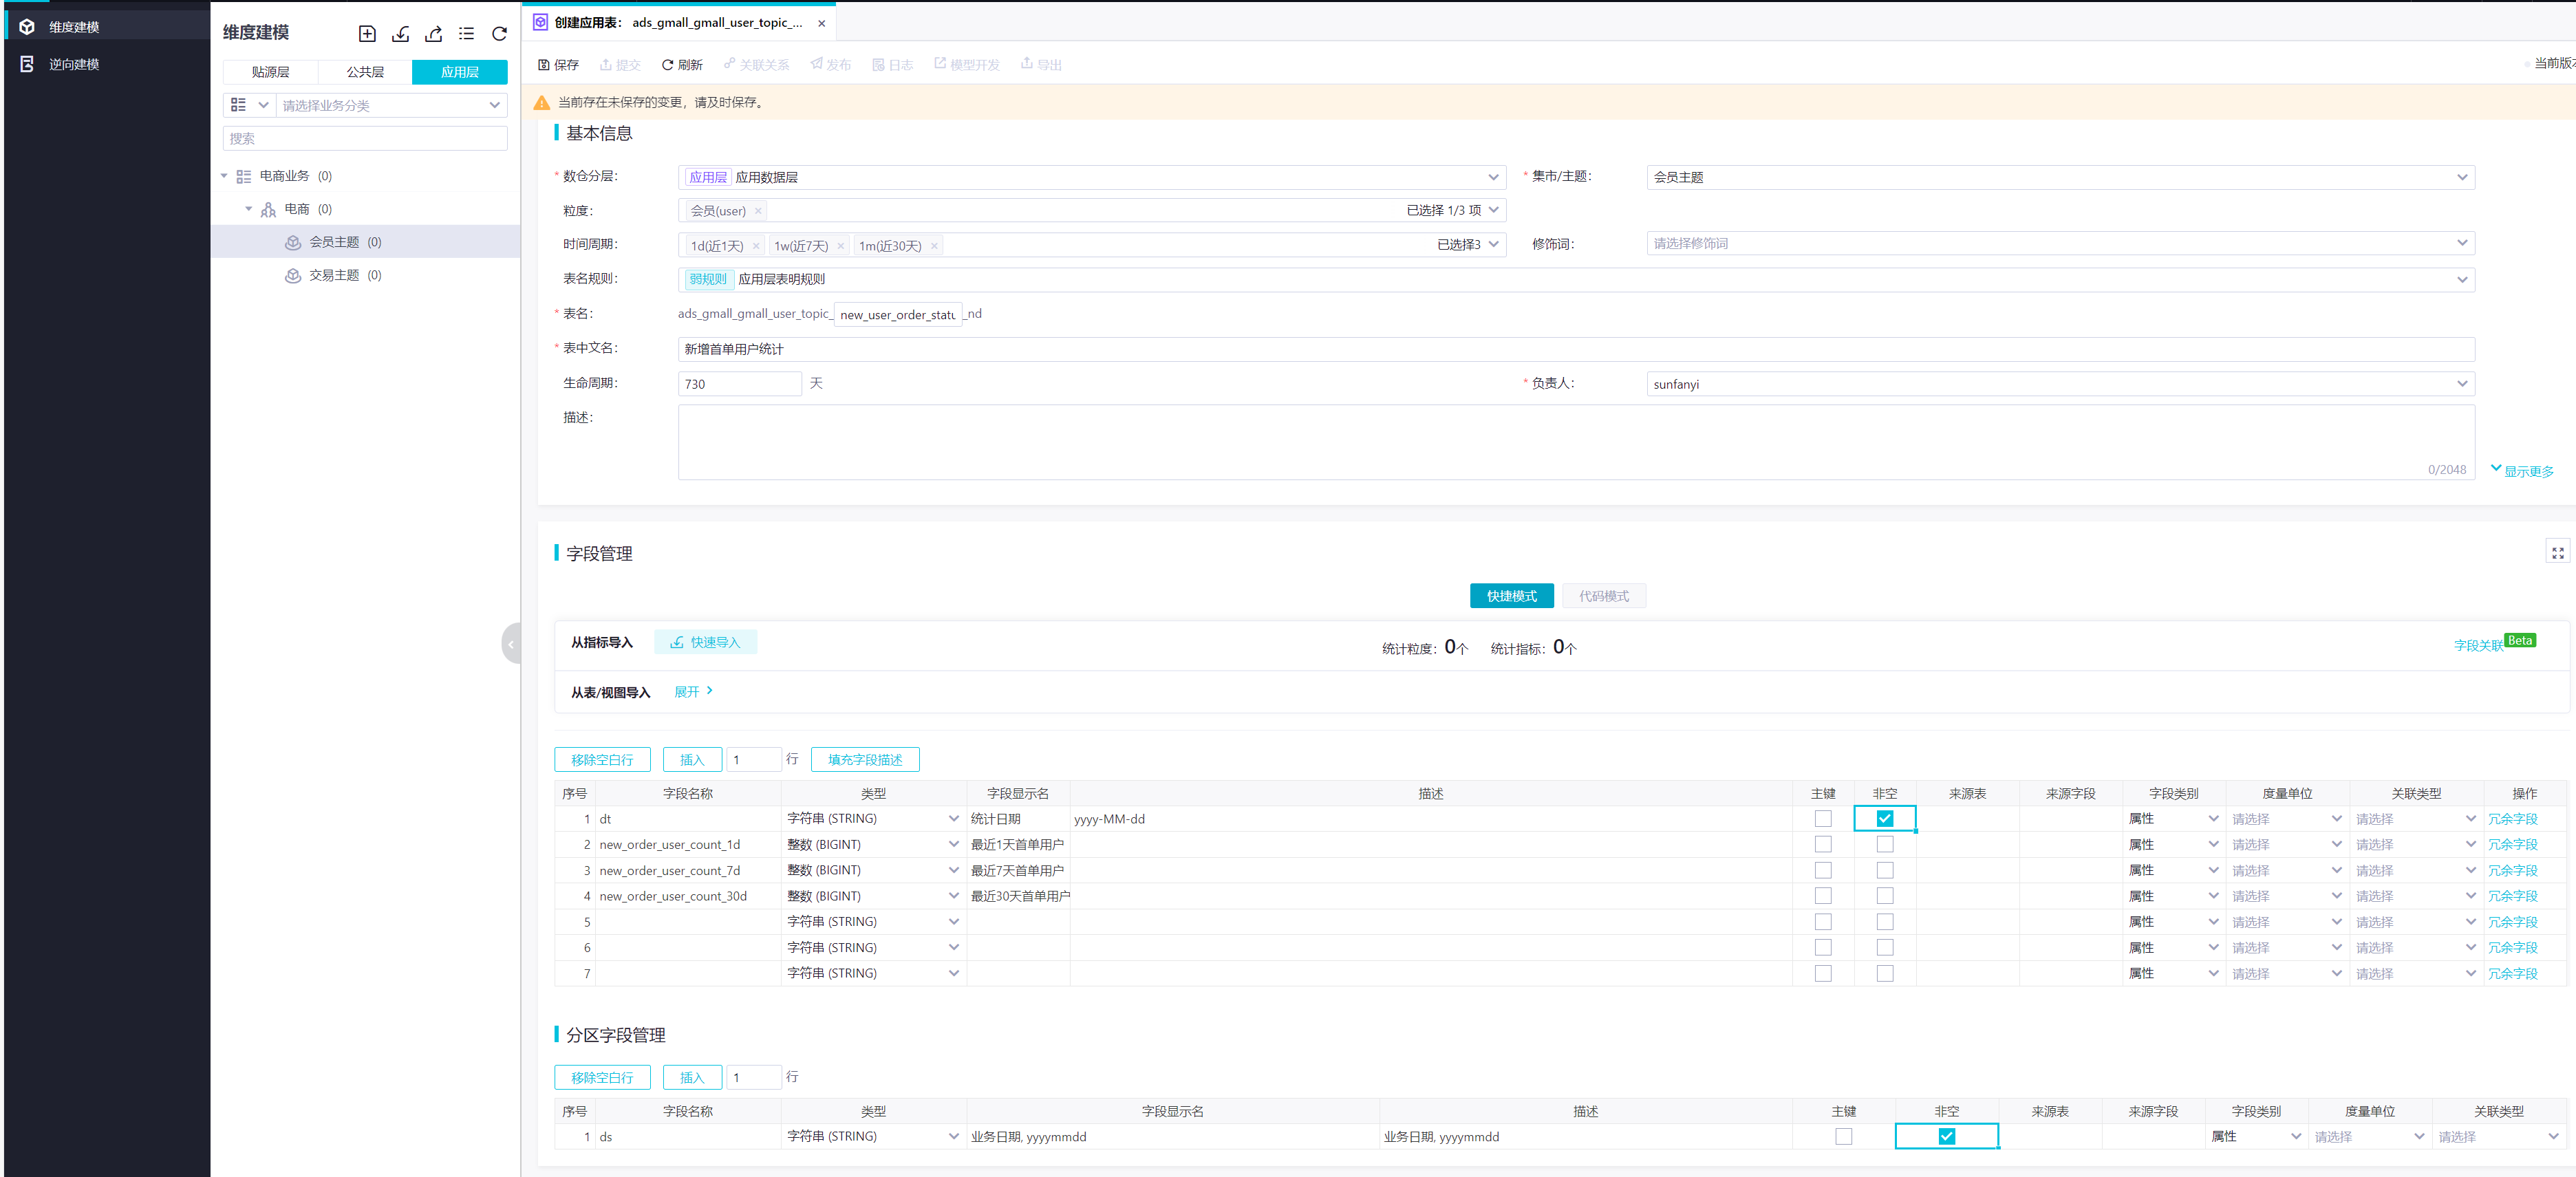 维度建模
逆向建模
维度建模
贴源层 公共层 应用层
请选择业务分类
搜索
电商业务 (0)
电商 (0)
会员主题 (0)
交易主题 (0)
创建应用表: ads_gmall_gmall_user_topic_... ×
保存 提交 刷新 关联关系 发布 日志 模型开发 导出
当前版本
当前存在未保存的变更，请及时保存。
基本信息
* 数仓分层: 应用层 应用数据层 * 集市/主题: 会员主题
粒度: 会员(user) × 已选择 1/3 项
时间周期: 1d(近1天) × 1w(近7天) × 1m(近30天) × 已选择3 修饰词: 请选择修饰词
表名规则: 弱规则 应用层表明规则
* 表名: ads_gmall_gmall_user_topic_ new_user_order_statu _nd
* 表中文名: 新增首单用户统计
生命周期: 730 天 * 负责人: sunfanyi
描述:
0/2048 显示更多
字段管理
快捷模式 代码模式
从指标导入 快速导入 统计粒度: 0个 统计指标: 0个 字段关联 Beta
从表/视图导入 展开
移除空白行 插入 1 行 填充字段描述
序号 字段名称 类型 字段显示名 描述 主键 非空 来源表 来源字段 字段类别 度量单位 关联类型 操作
1 dt 字符串 (STRING) 统计日期 yyyy-MM-dd 属性 请选择 请选择 冗余字段
2 new_order_user_count_1d 整数 (BIGINT) 最近1天首单用户 属性 请选择 请选择 冗余字段
3 new_order_user_count_7d 整数 (BIGINT) 最近7天首单用户 属性 请选择 请选择 冗余字段
4 new_order_user_count_30d 整数 (BIGINT) 最近30天首单用户 属性 请选择 请选择 冗余字段
5 字符串 (STRING) 属性 请选择 请选择 冗余字段
6 字符串 (STRING) 属性 请选择 请选择 冗余字段
7 字符串 (STRING) 属性 请选择 请选择 冗余字段
分区字段管理
移除空白行 插入 1 行
序号 字段名称 类型 字段显示名 描述 主键 非空 来源表 来源字段 字段类别 度量单位 关联类型
1 ds 字符串 (STRING) 业务日期, yyyymmdd 业务日期, yyyymmdd 属性 请选择 请选择